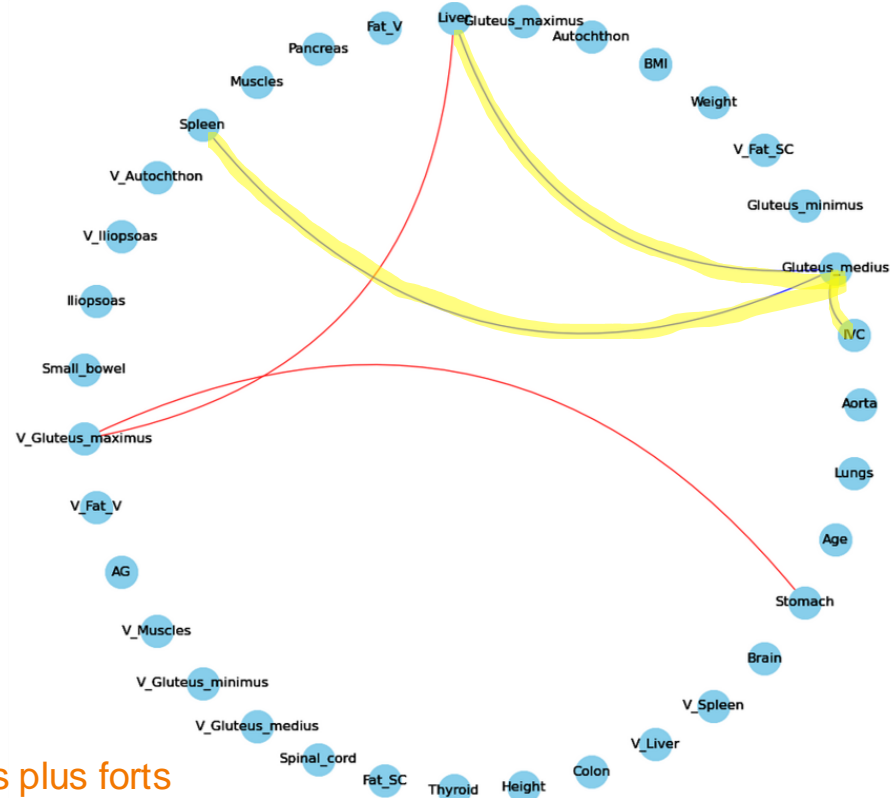 Liver
Gluteus_maximus
Fat_V
Autochthon
Pancreas
BMI
Muscles
Weight
Spleen
V_Fat_SC
V_Autochthon
Gluteus_minimus
V_Iliopsoas
Gluteus_medius
Iliopsoas
IVC
Small_bowel
Aorta
V_Gluteus_maximus
Lungs
V_Fat_V
Age
AG
Stomach
V_Muscles
Brain
V_Gluteus_minimus
V_Spleen
V_Gluteus_medius
V_Liver
Spinal_cord
Colon
Fat_SC
Thyroid
Height
s plus forts